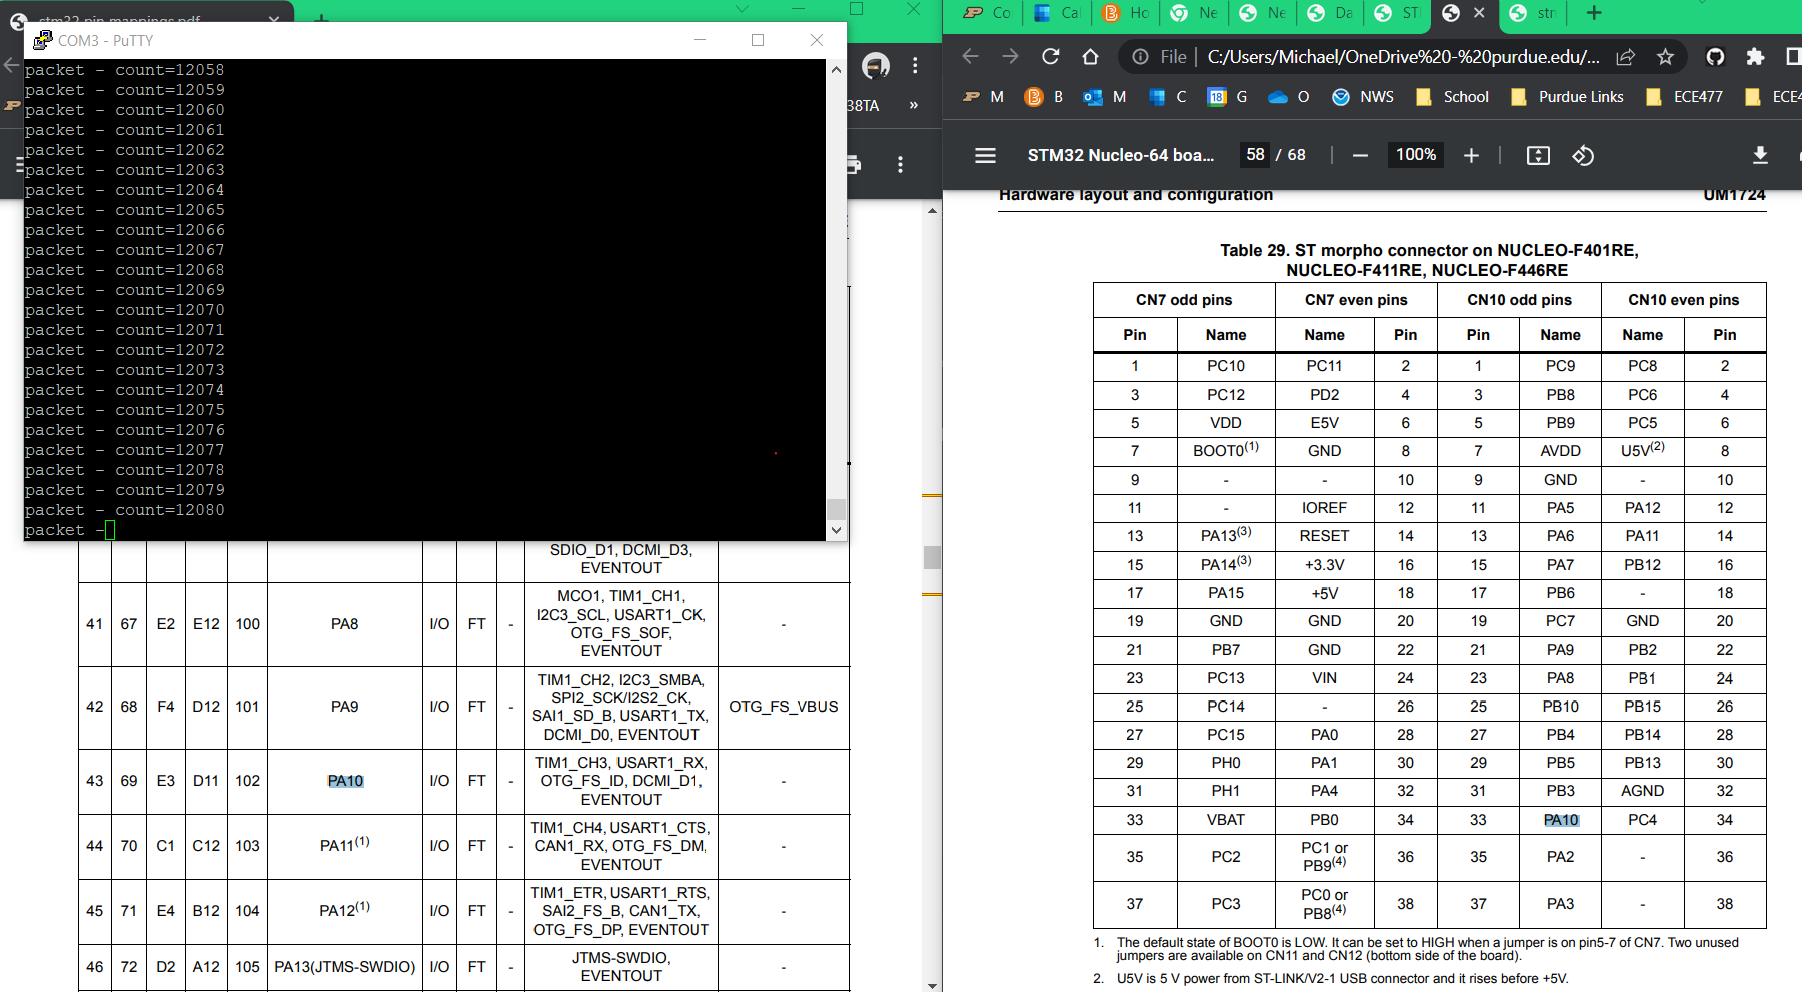 stm32 pin mappings.pdf
COM3 - PuTTY
packet - count=12058
packet - count=12059
packet - count=12060
packet - count=12061
packet - count=12062
packet - count=12063
packet - count=12064
packet - count=12065
packet - count=12066
packet - count=12067
packet - count=12068
packet - count=12069
packet - count=12070
packet - count=12071
packet - count=12072
packet - count=12073
packet - count=12074
packet - count=12075
packet - count=12076
packet - count=12077
packet - count=12078
packet - count=12079
packet - count=12080
packet -
38TA »
SDIO_D1, DCMI_D3,
EVENTOUT
41 67 E2 E12 100 PA8 I/O FT - MCO1, TIM1_CH1, -
I2C3_SCL, USART1_CK,
OTG_FS_SOF,
EVENTOUT
42 68 F4 D12 101 PA9 I/O FT - TIM1_CH2, I2C3_SMBA, OTG_FS_VBUS
SPI2_SCK/I2S2_CK,
SAI1_SD_B, USART1_TX,
DCMI_D0, EVENTOUT
43 69 E3 D11 102 PA10 I/O FT - TIM1_CH3, USART1_RX, -
OTG_FS_ID, DCMI_D1,
EVENTOUT
44 70 C1 C12 103 PA11(1) I/O FT - TIM1_CH4, USART1_CTS, -
CAN1_RX, OTG_FS_DM,
EVENTOUT
45 71 E4 B12 104 PA12(1) I/O FT - TIM1_ETR, USART1_RTS, -
SAI2_FS_B, CAN1_TX,
OTG_FS_DP, EVENTOUT
46 72 D2 A12 105 PA13(JTMS-SWDIO) I/O FT - JTMS-SWDIO, -
EVENTOUT
Co Cal Ho Ne Ne Da ST stm
File C:/Users/Michael/OneDrive%20-%20purdue.edu/...
M B M C G O NWS School Purdue Links ECE477 ECE4
STM32 Nucleo-64 boa... 58 / 68 100%
Hardware layout and configuration UM1724
Table 29. ST morpho connector on NUCLEO-F401RE,
NUCLEO-F411RE, NUCLEO-F446RE
CN7 odd pins CN7 even pins CN10 odd pins CN10 even pins
Pin Name Name Pin Pin Name Name Pin
1 PC10 PC11 2 1 PC9 PC8 2
3 PC12 PD2 4 3 PB8 PC6 4
5 VDD E5V 6 5 PB9 PC5 6
7 BOOT0(1) GND 8 7 AVDD U5V(2) 8
9 - - 10 9 GND - 10
11 - IOREF 12 11 PA5 PA12 12
13 PA13(3) RESET 14 13 PA6 PA11 14
15 PA14(3) +3.3V 16 15 PA7 PB12 16
17 PA15 +5V 18 17 PB6 - 18
19 GND GND 20 19 PC7 GND 20
21 PB7 GND 22 21 PA9 PB2 22
23 PC13 VIN 24 23 PA8 PB1 24
25 PC14 - 26 25 PB10 PB15 26
27 PC15 PA0 28 27 PB4 PB14 28
29 PH0 PA1 30 29 PB5 PB13 30
31 PH1 PA4 32 31 PB3 AGND 32
33 VBAT PB0 34 33 PA10 PC4 34
35 PC2 PC1 or PB9(4) 36 35 PA2 - 36
37 PC3 PC0 or PB8(4) 38 37 PA3 - 38
1. The default state of BOOT0 is LOW. It can be set to HIGH when a jumper is on pin5-7 of CN7. Two unused
jumpers are available on CN11 and CN12 (bottom side of the board).
2. U5V is 5 V power from ST-LINK/V2-1 USB connector and it rises before +5V.